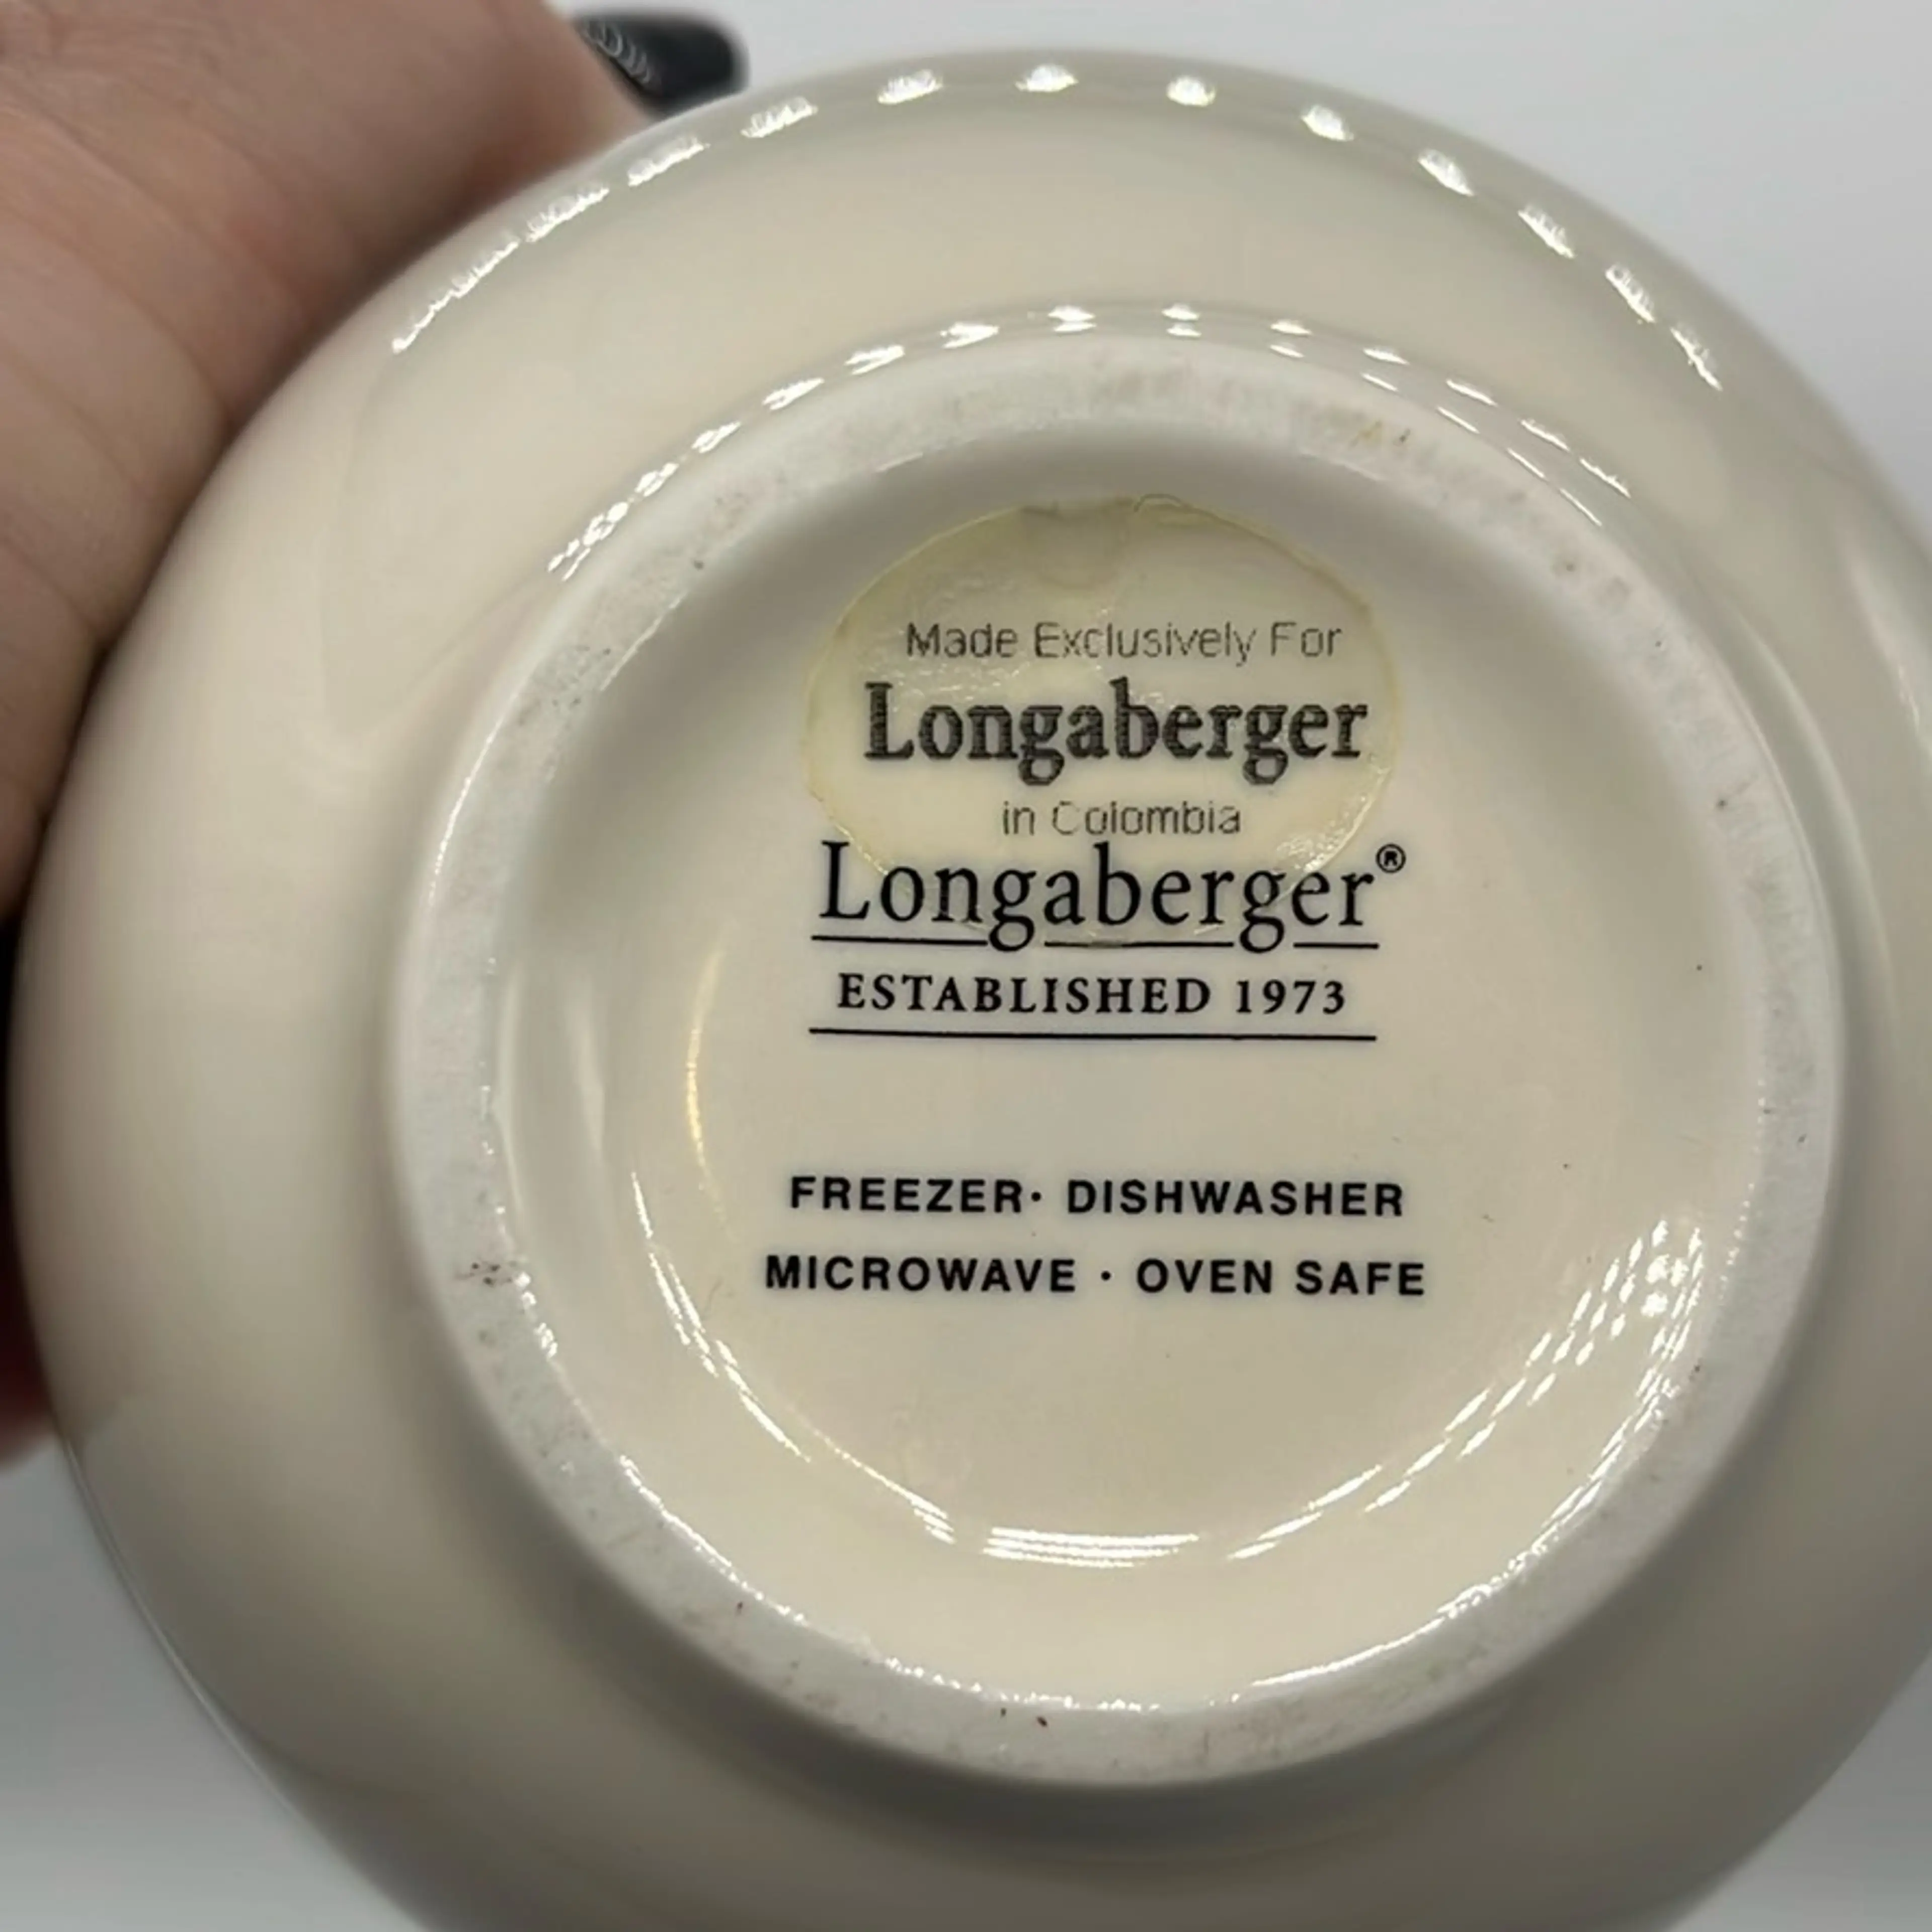 Made Exclusively For
Longaberger
in Colombia
Longaberger®
ESTABLISHED 1973
FREEZER· DISHWASHER
MICROWAVE · OVEN SAFE